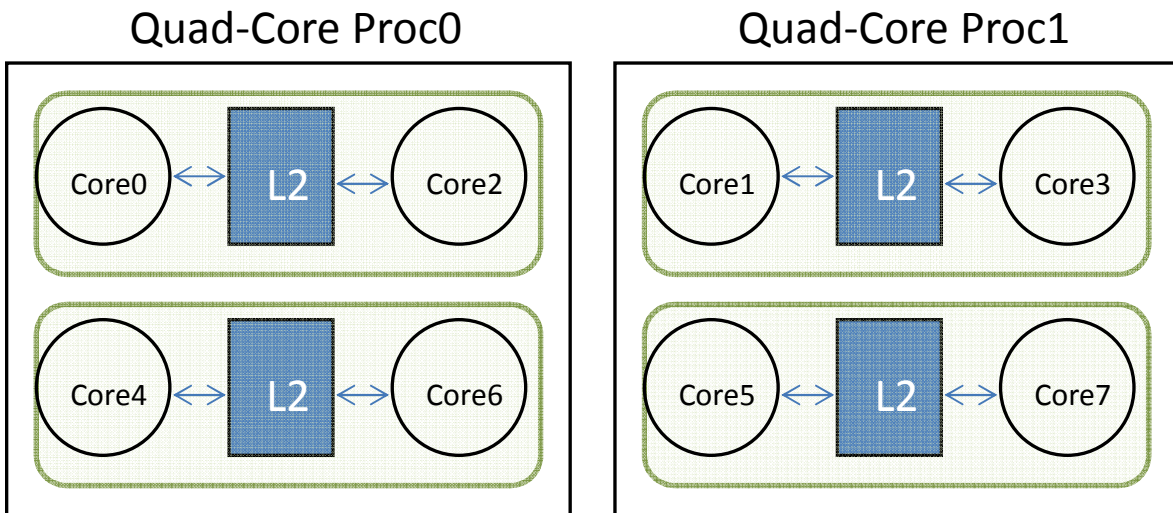 Quad-Core Proc0
Core0
L2
Core2
Core4
L2
Core6
Quad-Core Proc1
Core1
L2
Core3
Core5
L2
Core7